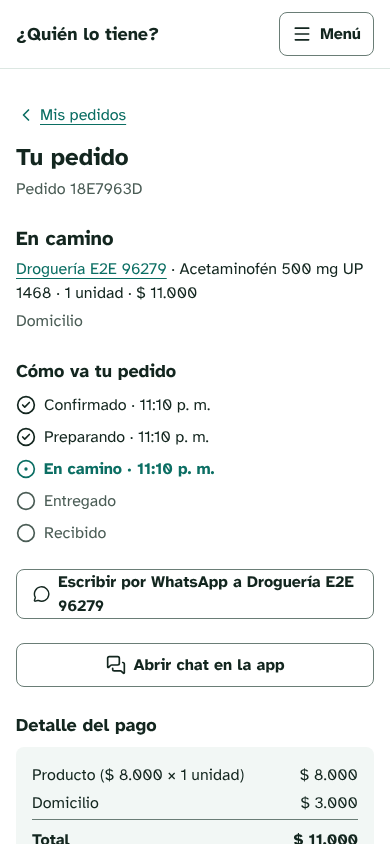 ¿Quién lo tiene?
Menú
Mis pedidos
Tu pedido
Pedido 18E7963D
En camino
Droguería E2E 96279 · Acetaminofén 500 mg UP
1468 · 1 unidad · $ 11.000
Domicilio
Cómo va tu pedido
Confirmado · 11:10 p. m.
Preparando · 11:10 p. m.
En camino · 11:10 p. m.
Entregado
Recibido
Escribir por WhatsApp a Droguería E2E
96279
Abrir chat en la app
Detalle del pago
Producto ($ 8.000 × 1 unidad) $ 8.000
Domicilio $ 3.000
Total $ 11.000